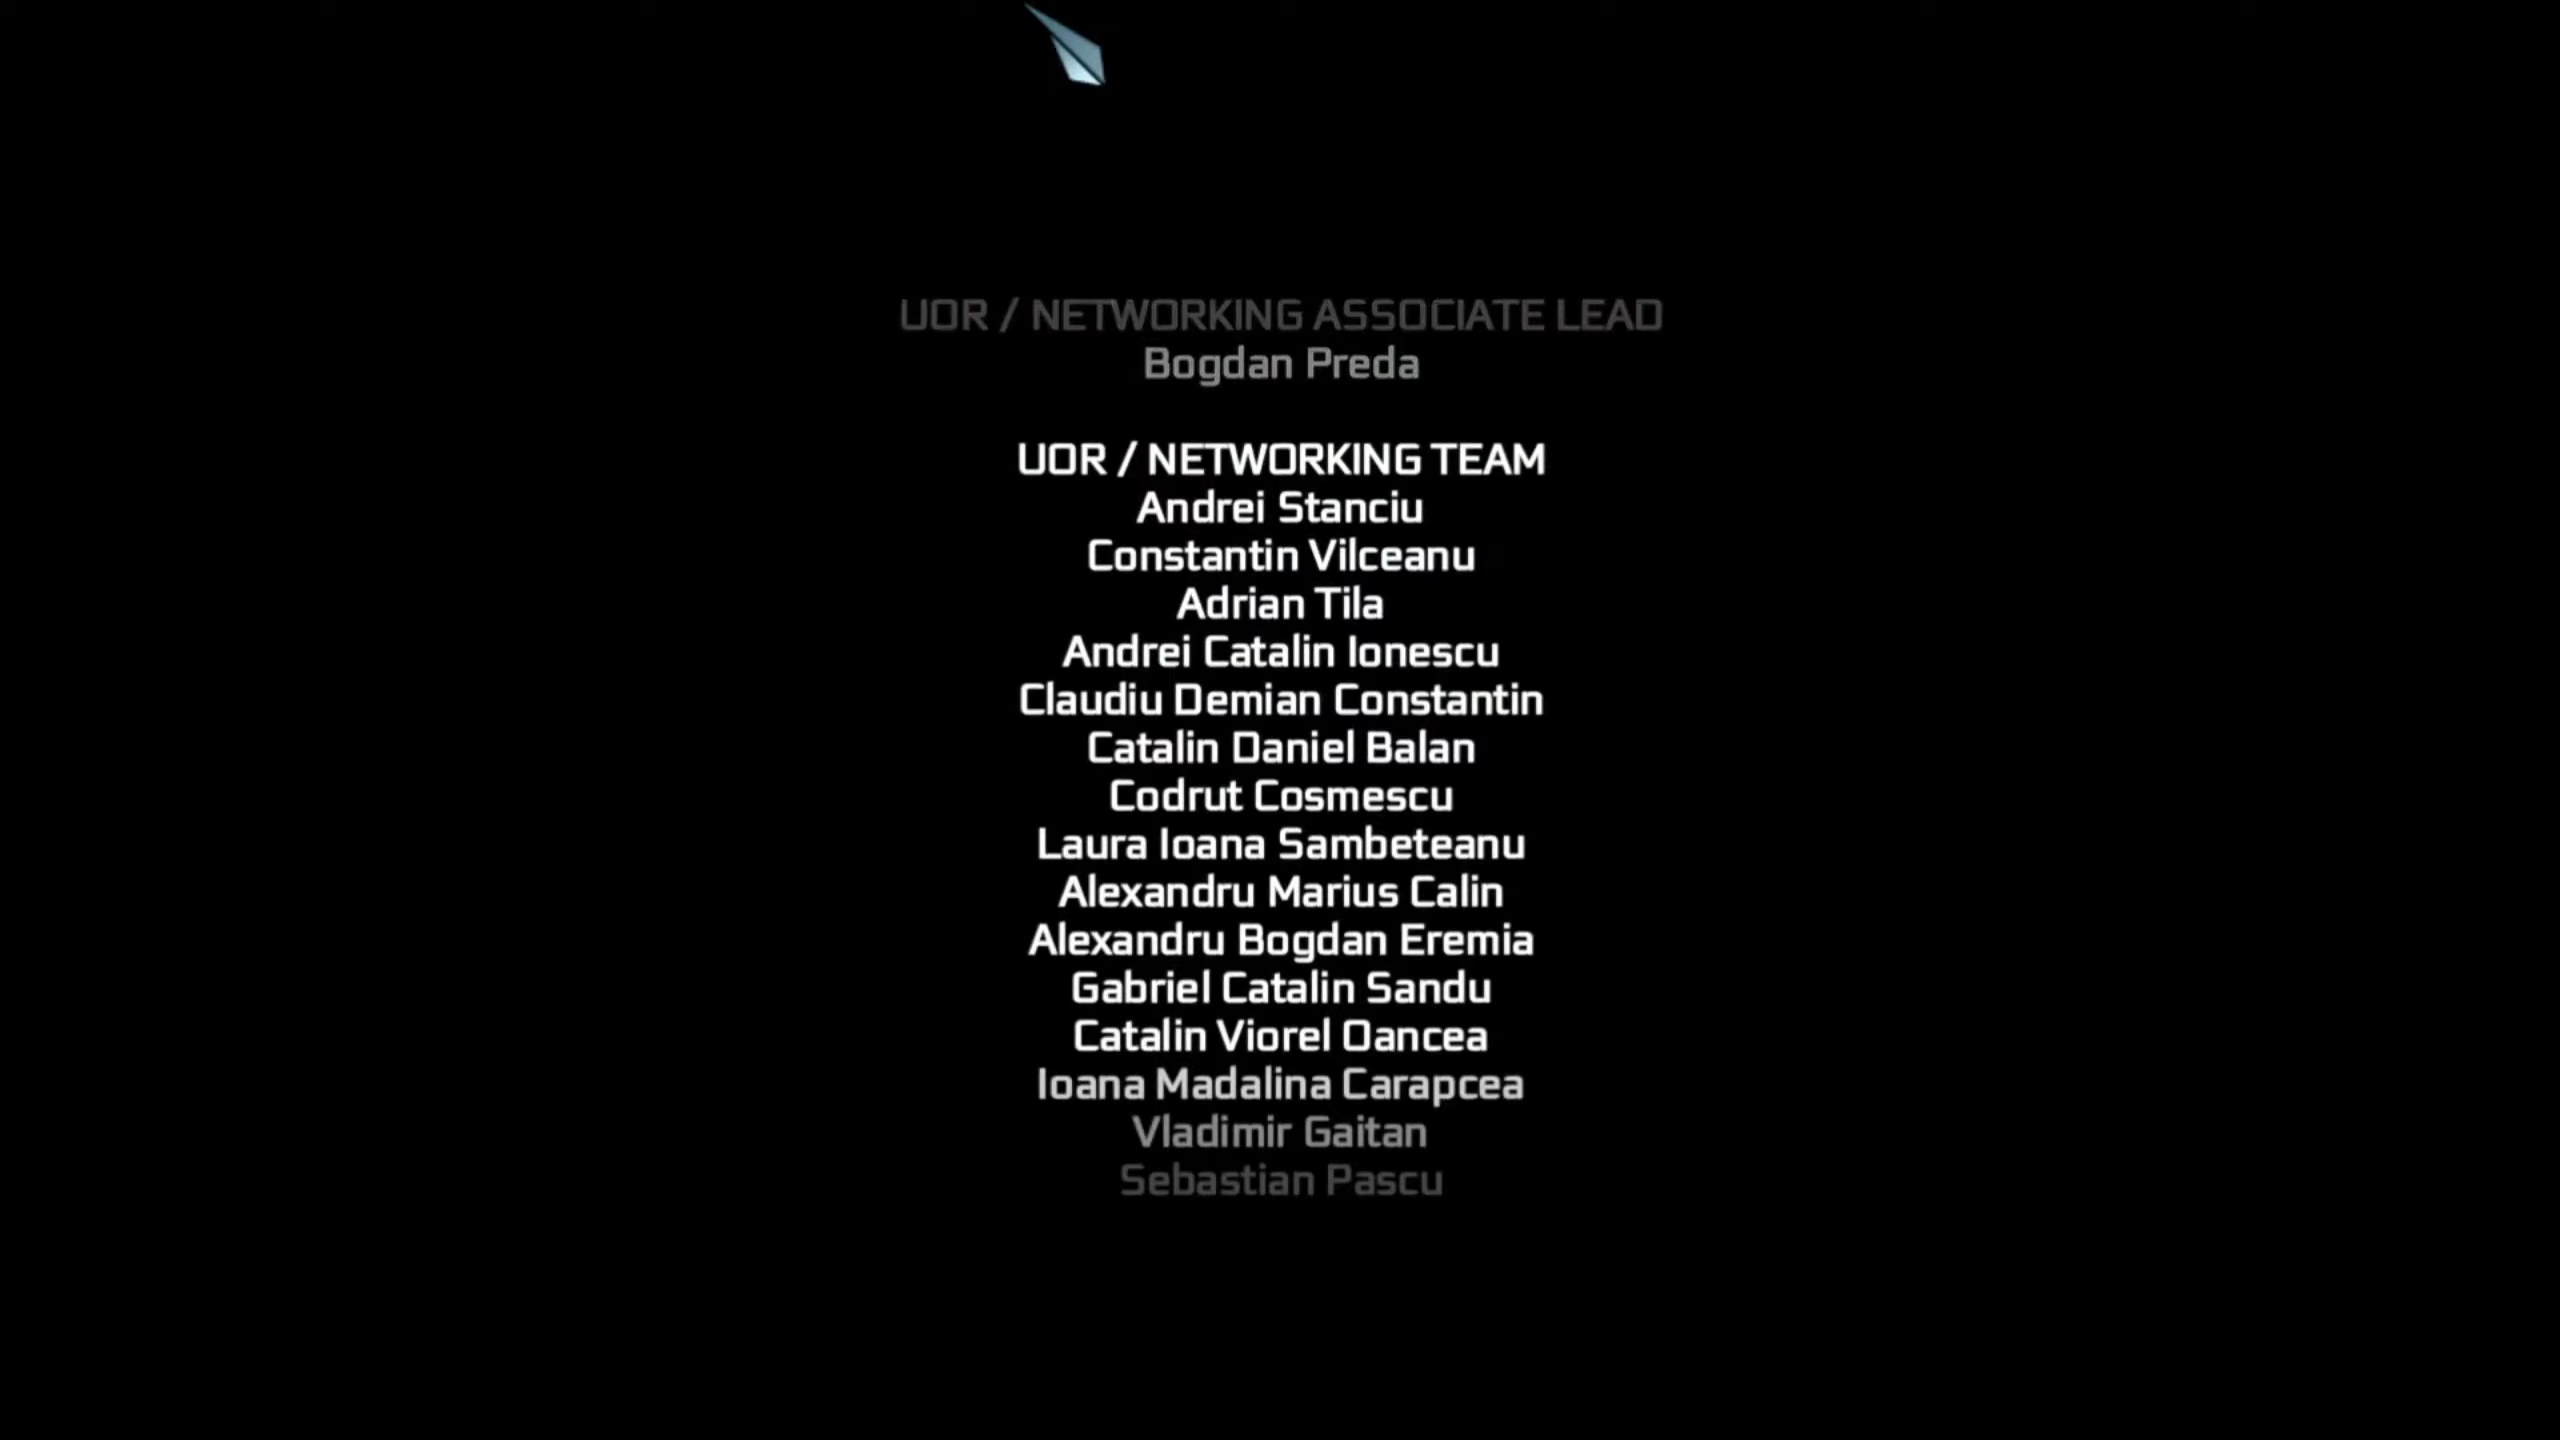 UOR / NETWORKING ASSOCIATE LEAD
Bogdan Preda
UOR / NETWORKING TEAM
Andrei Stanciu
Constantin Vilceanu
Adrian Tila
Andrei Catalin Ionescu
Claudiu Demian Constantin
Catalin Daniel Balan
Codrut Cosmescu
Laura Ioana Sambeteanu
Alexandru Marius Calin
Alexandru Bogdan Eremia
Gabriel Catalin Sandu
Catalin Viorel Oancea
Ioana Madalina Carapcea
Vladimir Gaitan
Sebastian Pascu